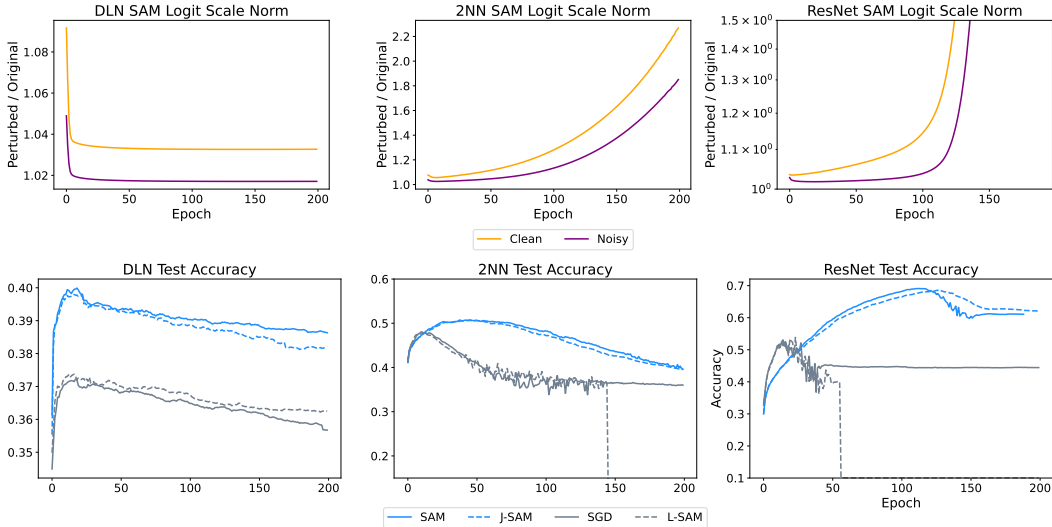 DLN SAM Logit Scale Norm
2NN SAM Logit Scale Norm
ResNet SAM Logit Scale Norm
Perturbed / Original
1.08
1.06
1.04
1.02
0
50
100
150
200
Epoch
Perturbed / Original
2.2
2.0
1.8
1.6
1.4
1.2
1.0
0
50
100
150
200
Epoch
Perturbed / Original
1.5 × 10⁰
1.4 × 10⁰
1.3 × 10⁰
1.2 × 10⁰
1.1 × 10⁰
10⁰
0
50
100
150
Epoch
Clean
Noisy
DLN Test Accuracy
2NN Test Accuracy
ResNet Test Accuracy
0.40
0.39
0.38
0.37
0.36
0.35
0
50
100
150
200
0.6
0.5
0.4
0.3
0.2
0
50
100
150
200
Accuracy
0.7
0.6
0.5
0.4
0.3
0.2
0.1
0
50
100
150
200
Epoch
SAM
J-SAM
SGD
L-SAM